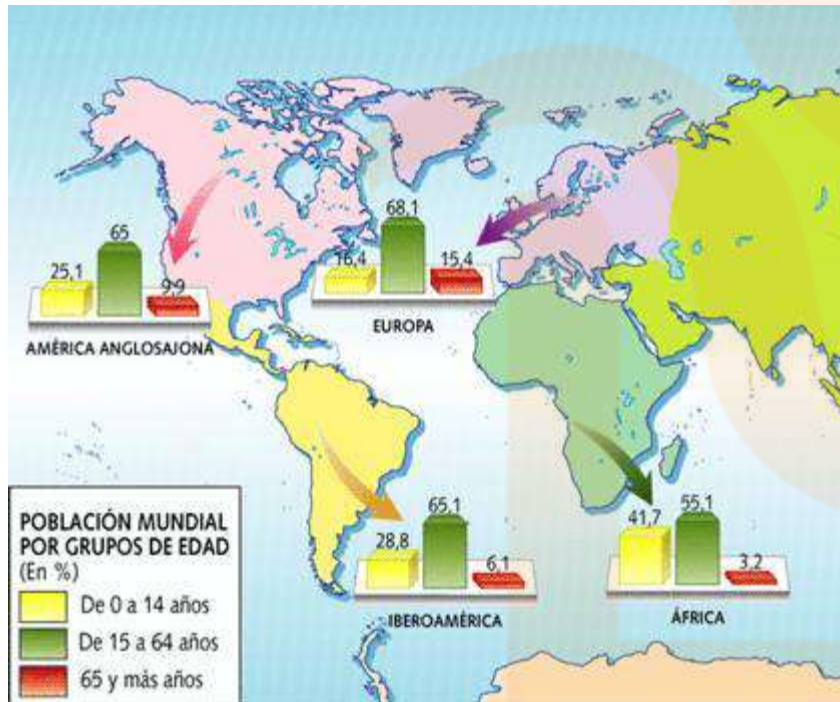 68,1
65
16,4
15,4
25,1
9,9
EUROPA
AMÉRICA ANGLOSAJONA
POBLACIÓN MUNDIAL
POR GRUPOS DE EDAD
(En %)
De 0 a 14 años
De 15 a 64 años
65 y más años
65,1
28,8
6,1
IBEROAMÉRICA
55,1
41,7
3,2
ÁFRICA